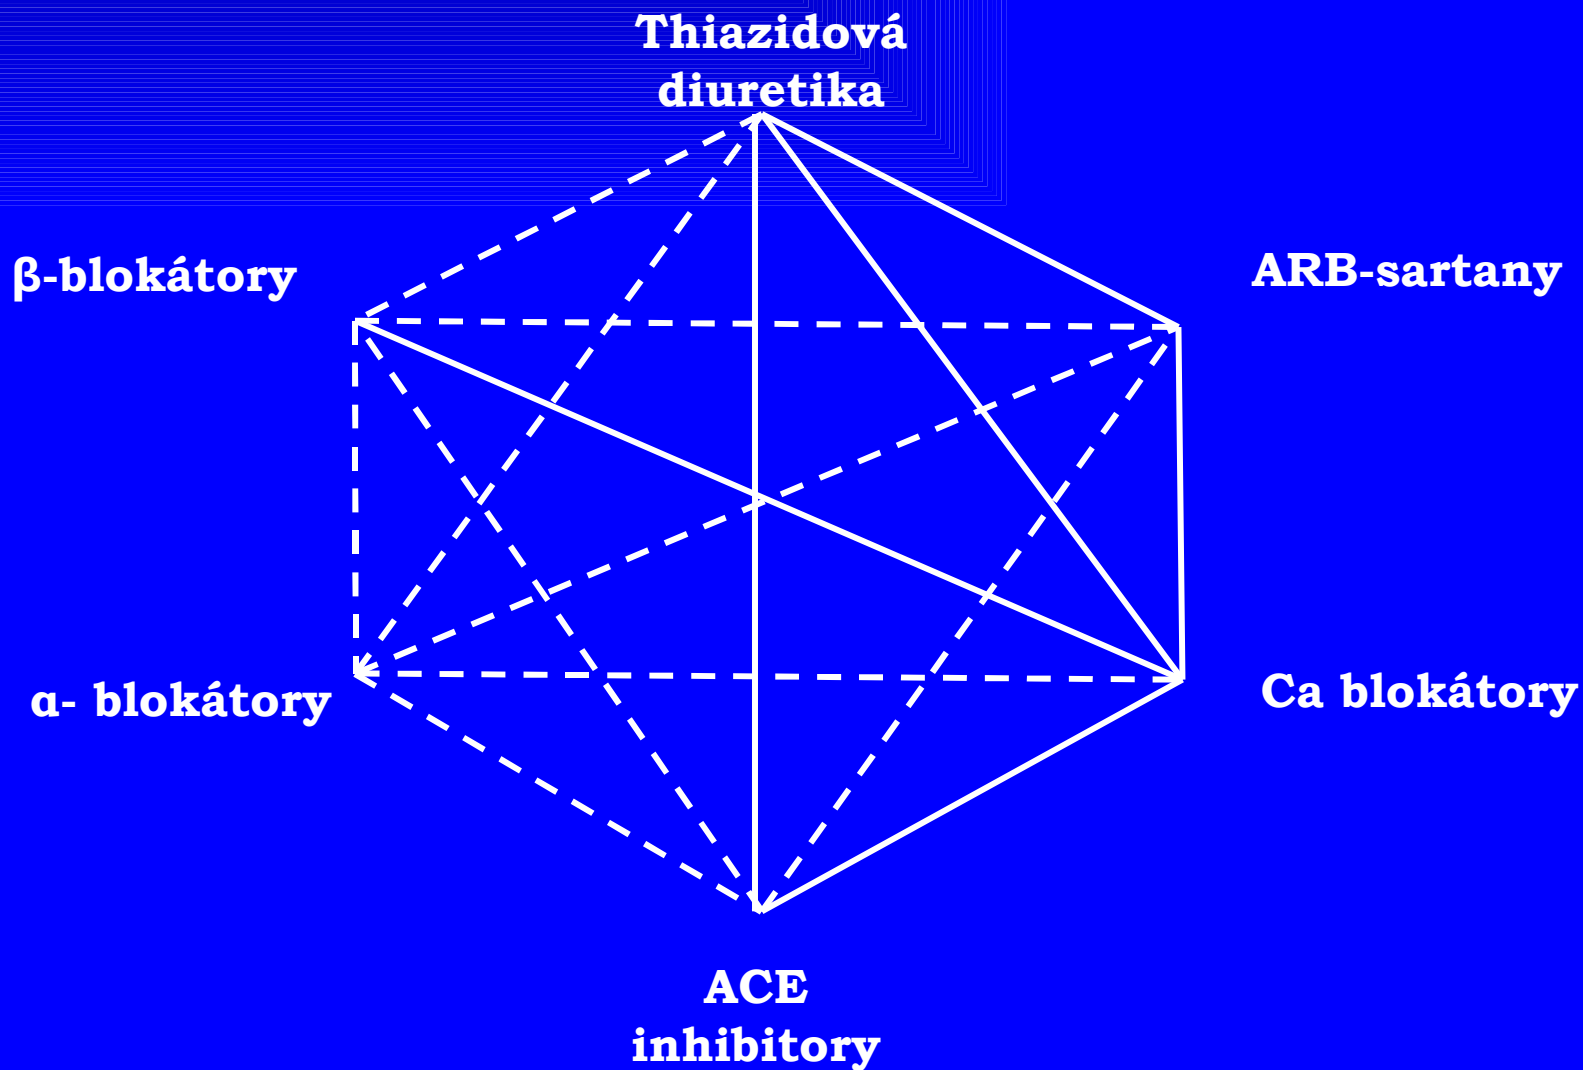 Thiazidová
diuretika
β-blokátory
ARB-sartany
α- blokátory
Ca blokátory
ACE
inhibitory